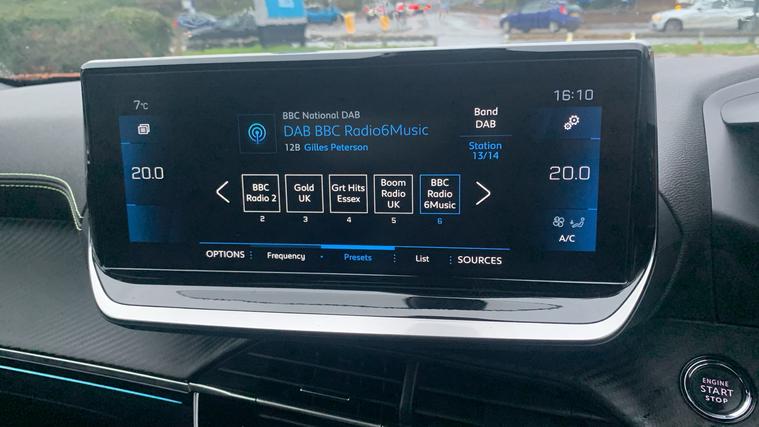 7°C
16:10
BBC National DAB
DAB BBC Radio6Music
12B Gilles Peterson
Band
DAB
Station
13/14
20.0
20.0
BBC
Radio 2
2
Gold
UK
3
Grt Hits
Essex
4
Boom
Radio
UK
5
BBC
Radio
6Music
6
A/C
OPTIONS
Frequency
Presets
List
SOURCES
ENGINE
START
STOP